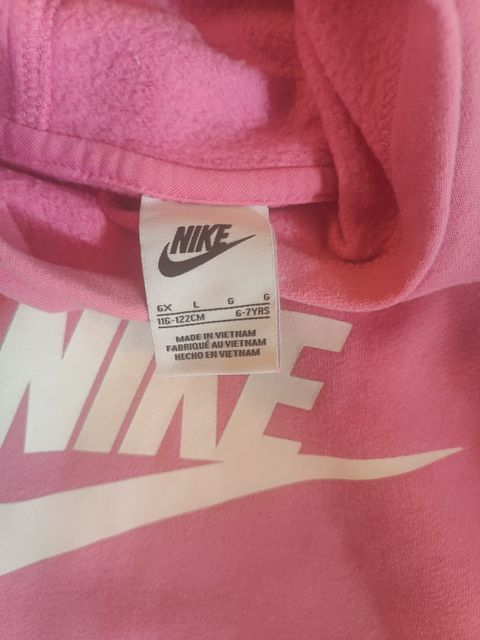 NIKE
6X L G G
116-122CM 6-7YRS
MADE IN VIETNAM
FABRIQUÉ AU VIETNAM
HECHO EN VIETNAM
NIKE